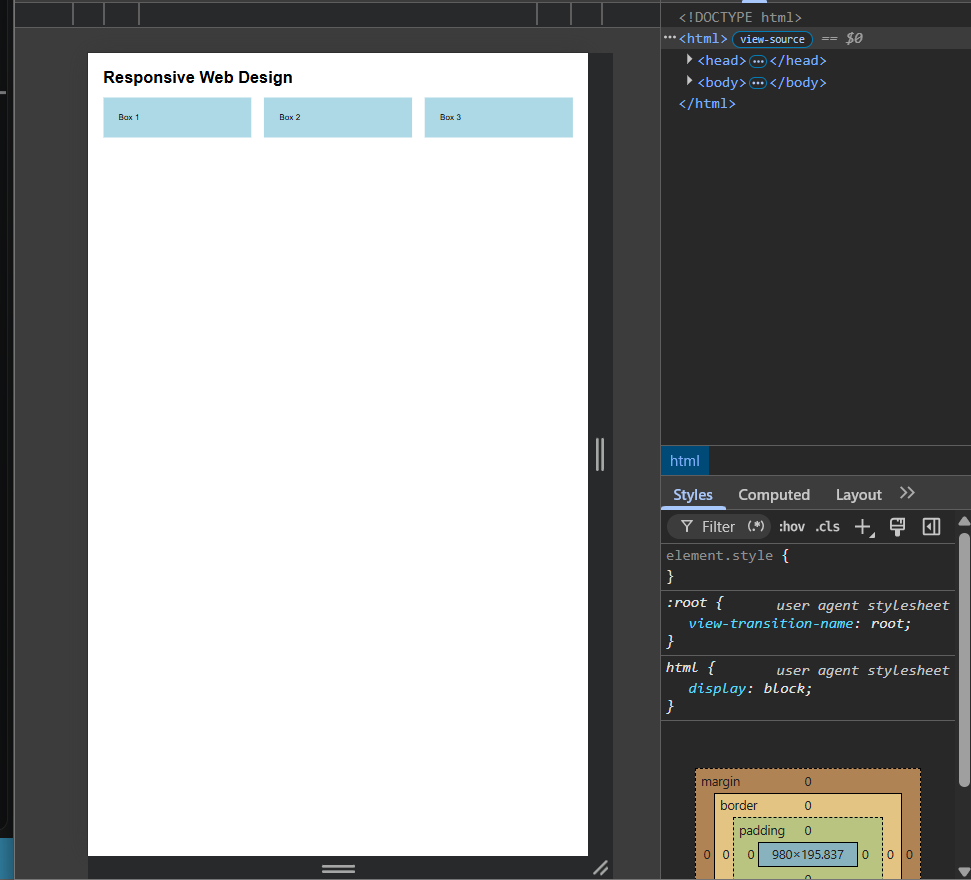 Responsive Web Design
Box 1
Box 2
Box 3
<!DOCTYPE html>
<html> view-source == $0
<head> </head>
<body> </body>
</html>
html
Styles Computed Layout
Filter (.*) :hov .cls
element.style {
}
:root { user agent stylesheet
view-transition-name: root;
}
html { user agent stylesheet
display: block;
}
margin 0
border 0
padding 0
0 0 0 980×195.837 0 0 0
0